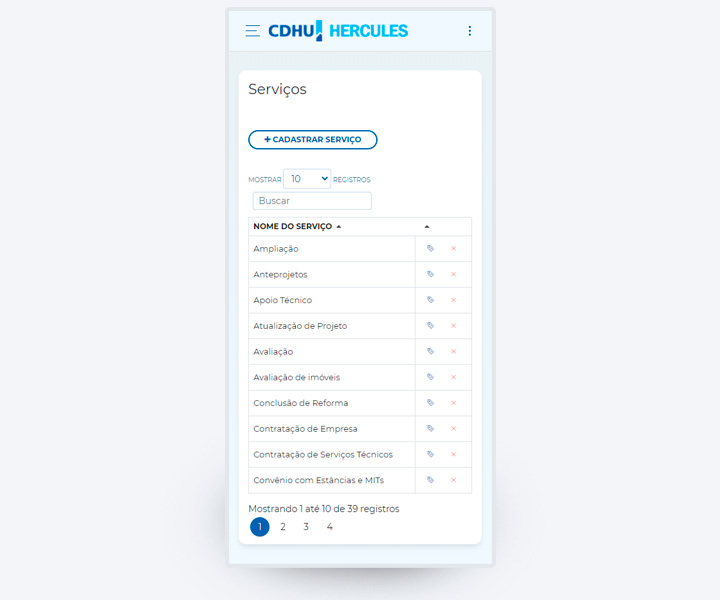 CDHU HERCULES
Serviços
+ CADASTRAR SERVIÇO
MOSTRAR 10 REGISTROS
Buscar
NOME DO SERVIÇO
Ampliação
Anteprojetos
Apoio Técnico
Atualização de Projeto
Avaliação
Avaliação de imóveis
Conclusão de Reforma
Contratação de Empresa
Contratação de Serviços Técnicos
Convênio com Estâncias e MITs
Mostrando 1 até 10 de 39 registros
1 2 3 4